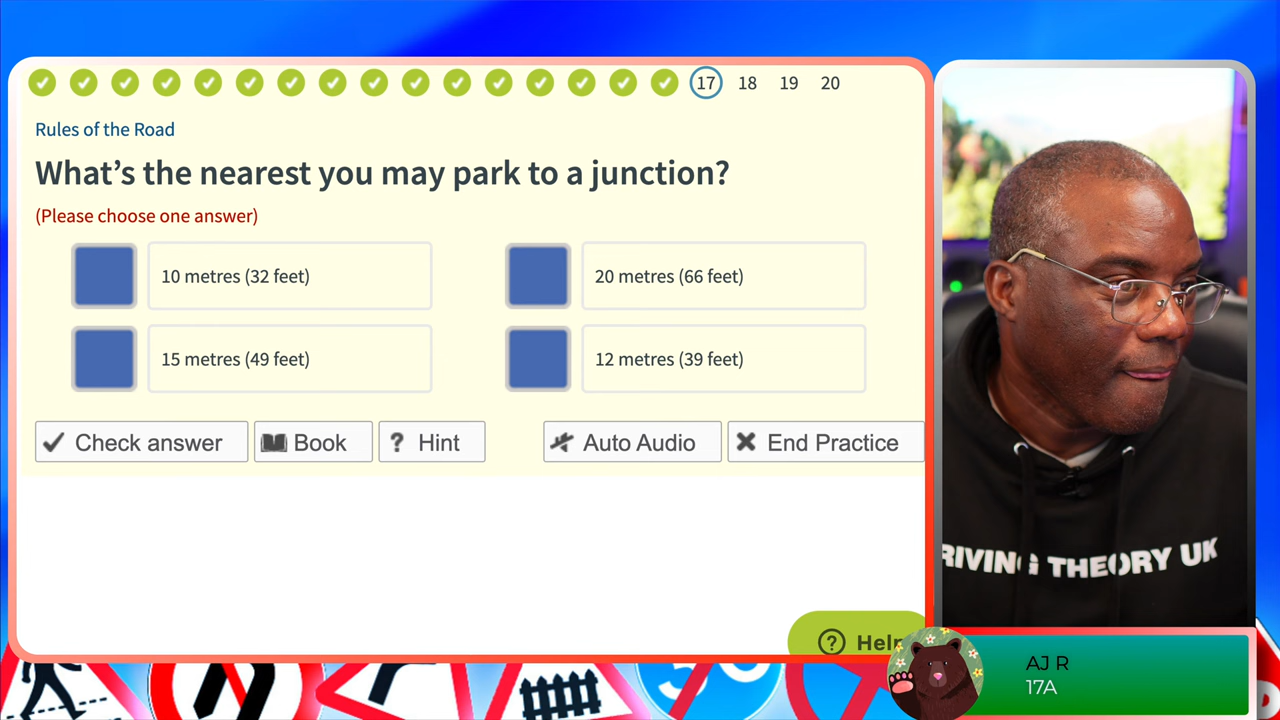 17 18 19 20
Rules of the Road
What's the nearest you may park to a junction?
(Please choose one answer)
10 metres (32 feet)
20 metres (66 feet)
15 metres (49 feet)
12 metres (39 feet)
Check answer
Book
? Hint
Auto Audio
End Practice
RIVING THEORY UK
? Help
AJ R
17A